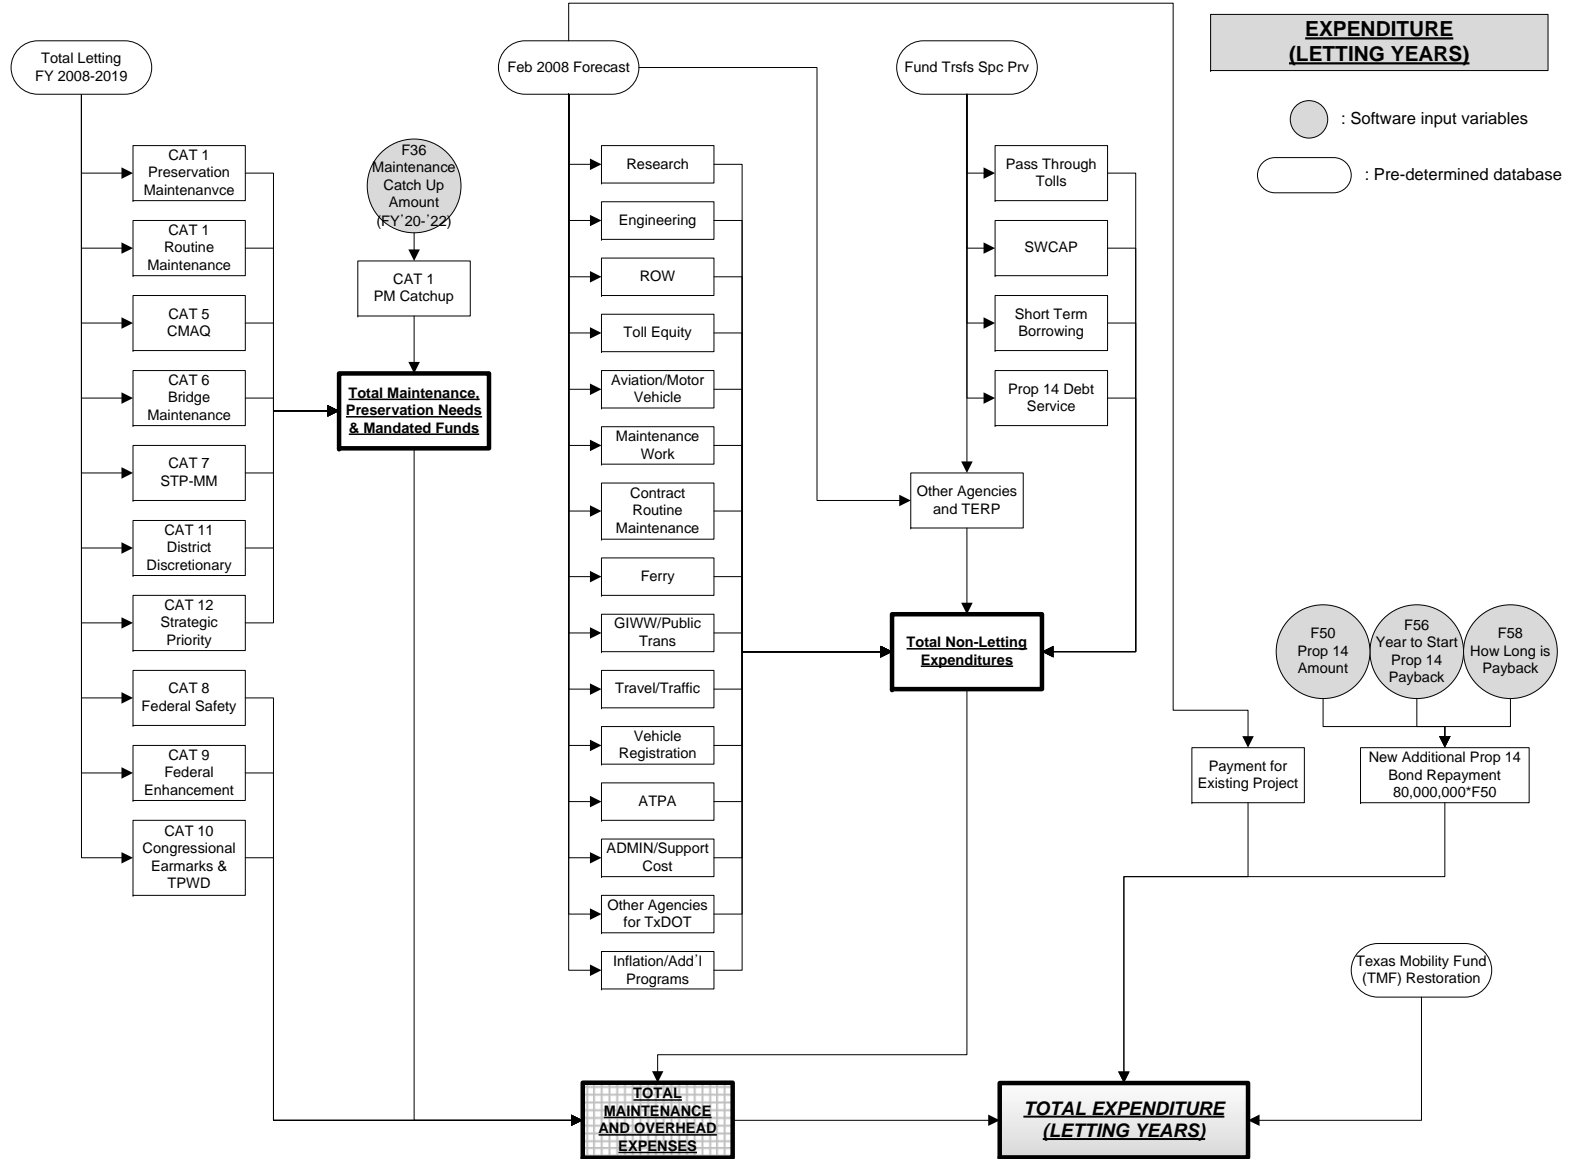 EXPENDITURE
(LETTING YEARS)
: Software input variables
: Pre-determined database
Total Letting
FY 2008-2019
CAT 1
Preservation
Maintenanvce
CAT 1
Routine
Maintenance
CAT 5
CMAQ
CAT 6
Bridge
Maintenance
CAT 7
STP-MM
CAT 11
District
Discretionary
CAT 12
Strategic
Priority
CAT 8
Federal Safety
CAT 9
Federal
Enhancement
CAT 10
Congressional
Earmarks &
TPWD
F36
Maintenance
Catch Up
Amount
(FY'20-'22)
CAT 1
PM Catchup
Total Maintenance,
Preservation Needs
& Mandated Funds
Feb 2008 Forecast
Research
Engineering
ROW
Toll Equity
Aviation/Motor
Vehicle
Maintenance
Work
Contract
Routine
Maintenance
Ferry
GIWW/Public
Trans
Travel/Traffic
Vehicle
Registration
ATPA
ADMIN/Support
Cost
Other Agencies
for TxDOT
Inflation/Add'l
Programs
Fund Trsfs Spc Prv
Pass Through
Tolls
SWCAP
Short Term
Borrowing
Prop 14 Debt
Service
Other Agencies
and TERP
Total Non-Letting
Expenditures
F50
Prop 14
Amount
F56
Year to Start
Prop 14
Payback
F58
How Long is
Payback
Payment for
Existing Project
New Additional Prop 14
Bond Repayment
80,000,000*F50
Texas Mobility Fund
(TMF) Restoration
TOTAL
MAINTENANCE
AND OVERHEAD
EXPENSES
TOTAL EXPENDITURE
(LETTING YEARS)